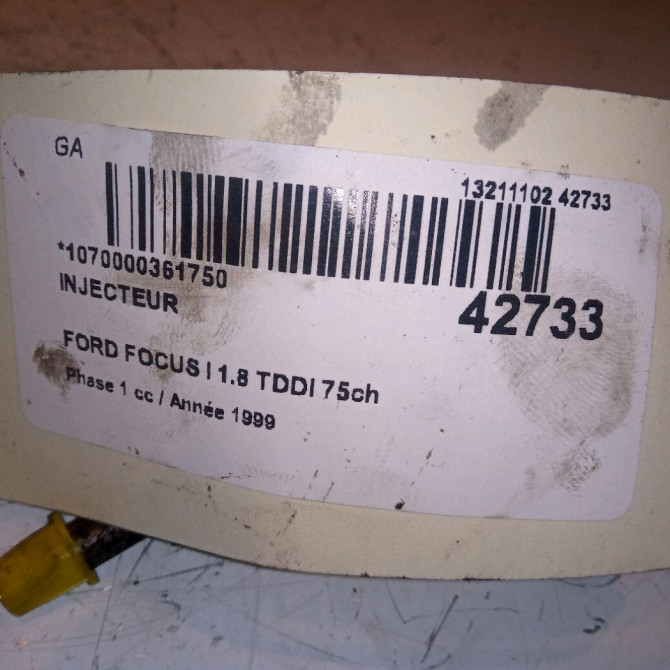 GA
13211102 42733
*1070000361750
42733
INJECTEUR
FORD FOCUS I 1.8 TDDI 75ch
Phase 1 cc / Année 1999